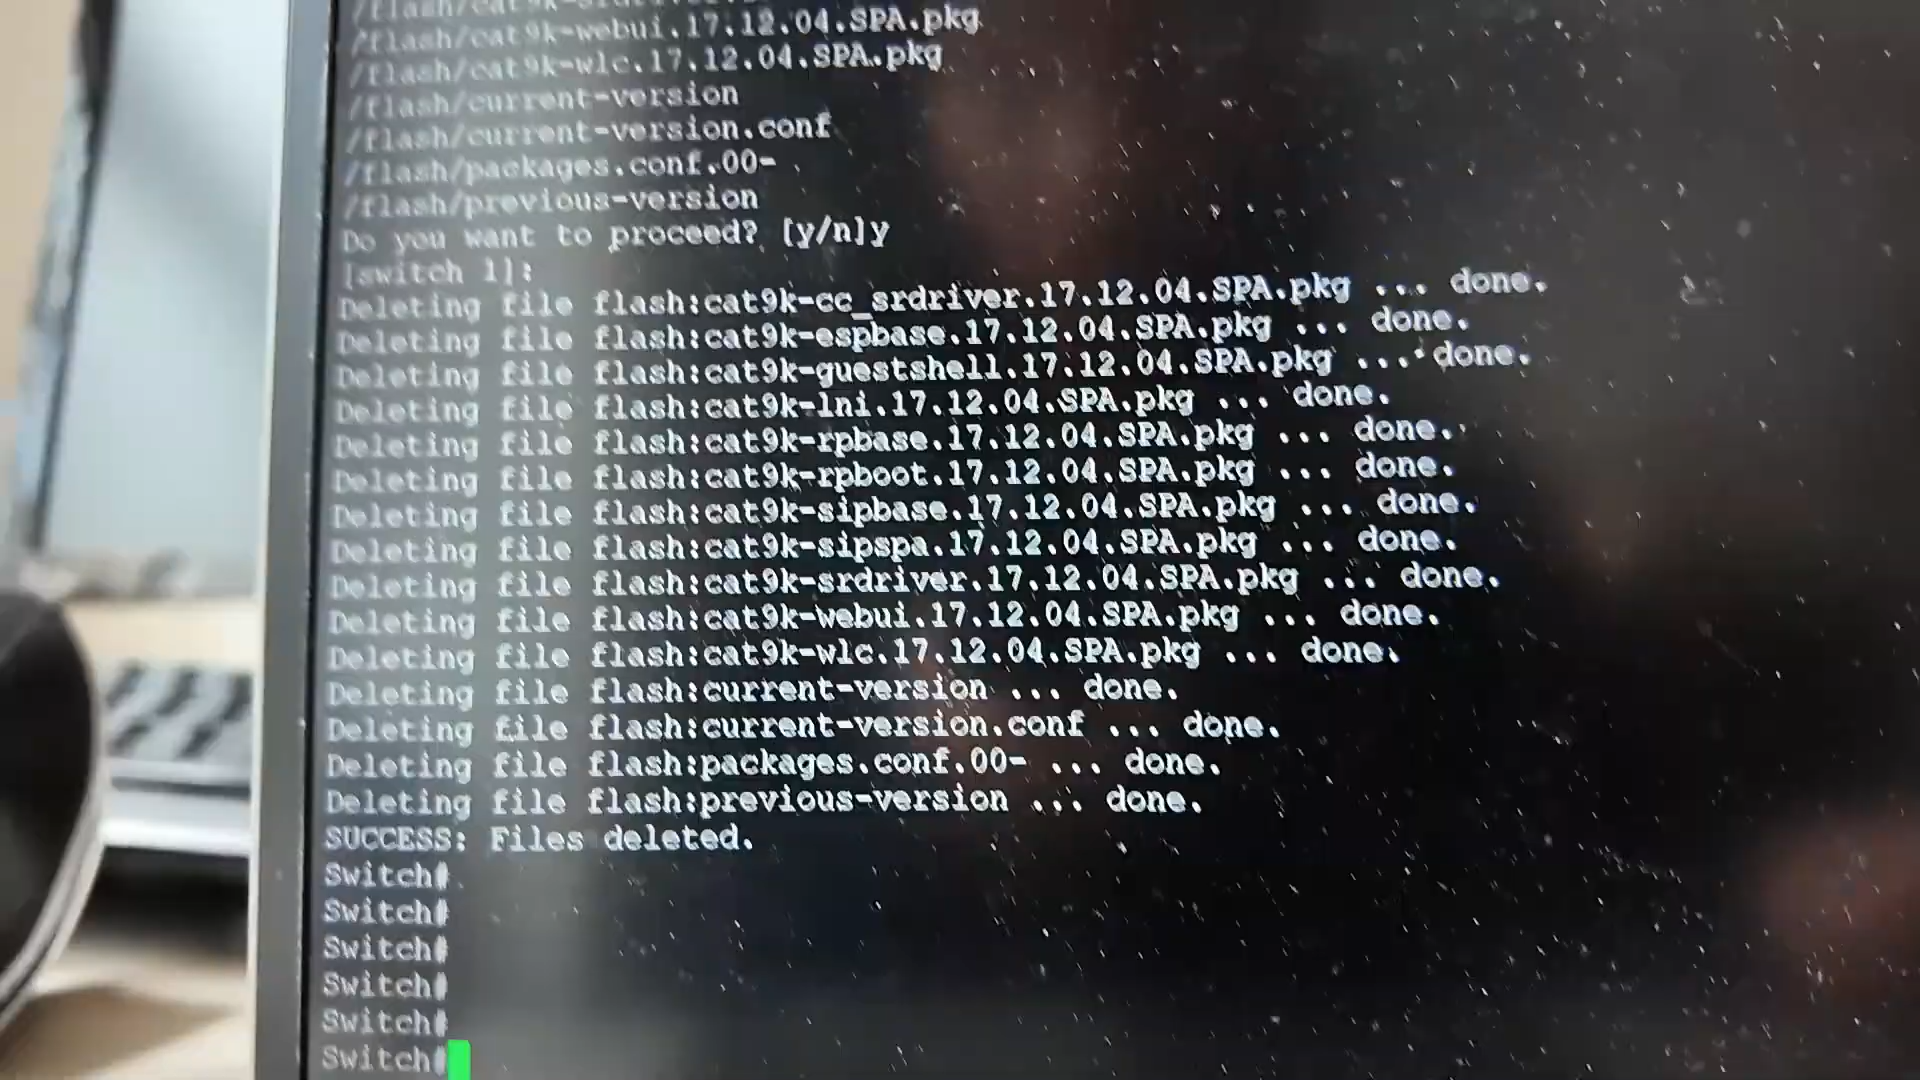 /flash/cat9k-webui.17.12.04.SPA.pkg
/flash/cat9k-wlc.17.12.04.SPA.pkg
/flash/current-version
/flash/current-version.conf
/flash/packages.conf.00-
/flash/previous-version
Do you want to proceed? [y/n]y
[switch 1]:
Deleting file flash:cat9k-cc_srdriver.17.12.04.SPA.pkg ... done.
Deleting file flash:cat9k-espbase.17.12.04.SPA.pkg ... done.
Deleting file flash:cat9k-guestshell.17.12.04.SPA.pkg ... done.
Deleting file flash:cat9k-lni.17.12.04.SPA.pkg ... done.
Deleting file flash:cat9k-rpbase.17.12.04.SPA.pkg ... done.
Deleting file flash:cat9k-rpboot.17.12.04.SPA.pkg ... done.
Deleting file flash:cat9k-sipbase.17.12.04.SPA.pkg ... done.
Deleting file flash:cat9k-sipspa.17.12.04.SPA.pkg ... done.
Deleting file flash:cat9k-srdriver.17.12.04.SPA.pkg ... done.
Deleting file flash:cat9k-webui.17.12.04.SPA.pkg ... done.
Deleting file flash:cat9k-wlc.17.12.04.SPA.pkg ... done.
Deleting file flash:current-version ... done.
Deleting file flash:current-version.conf ... done.
Deleting file flash:packages.conf.00- ... done.
Deleting file flash:previous-version ... done.
SUCCESS: Files deleted.
Switch#
Switch#
Switch#
Switch#
Switch#
Switch#